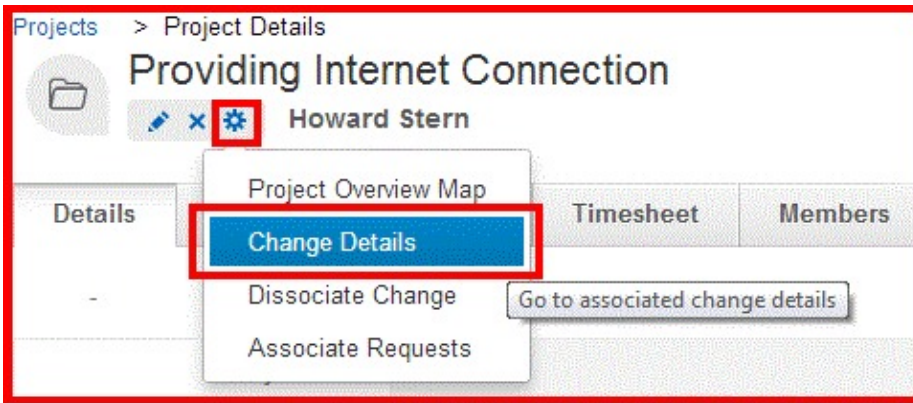 Projects > Project Details
Providing Internet Connection
Howard Stern
Project Overview Map
Details
Timesheet
Members
Change Details
-
Dissociate Change
Go to associated change details
Associate Requests